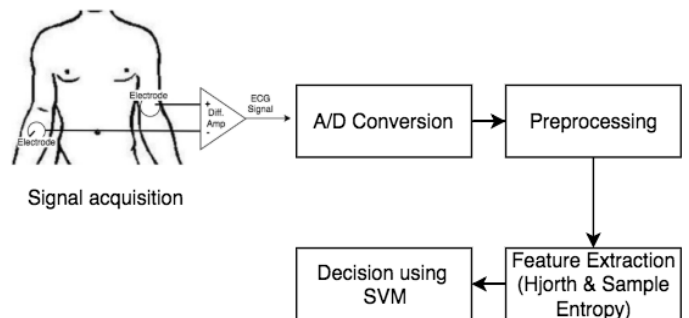 Electrode
Electrode
+
Diff.
Amp
-
ECG
Signal
A/D Conversion
Preprocessing
Signal acquisition
Decision using
SVM
Feature Extraction
(Hjorth & Sample
Entropy)